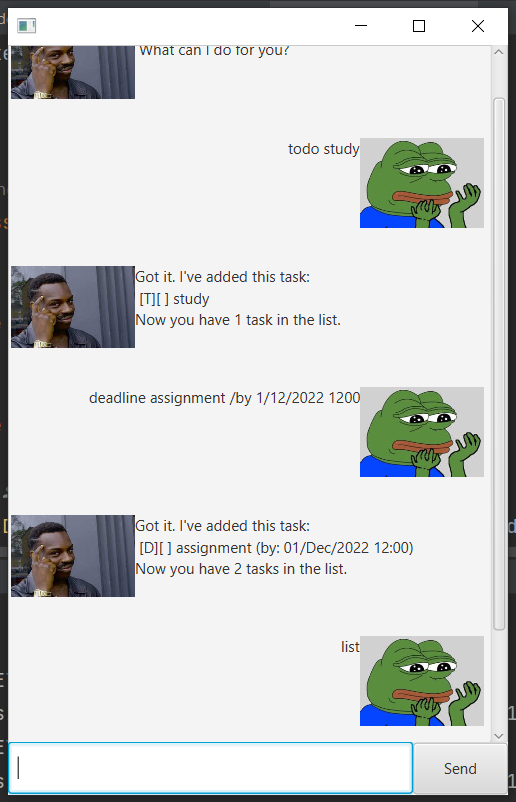 What can I do for you?
todo study
Got it. I've added this task:
[T][ ] study
Now you have 1 task in the list.
deadline assignment /by 1/12/2022 1200
Got it. I've added this task:
[D][ ] assignment (by: 01/Dec/2022 12:00)
Now you have 2 tasks in the list.
list
Send